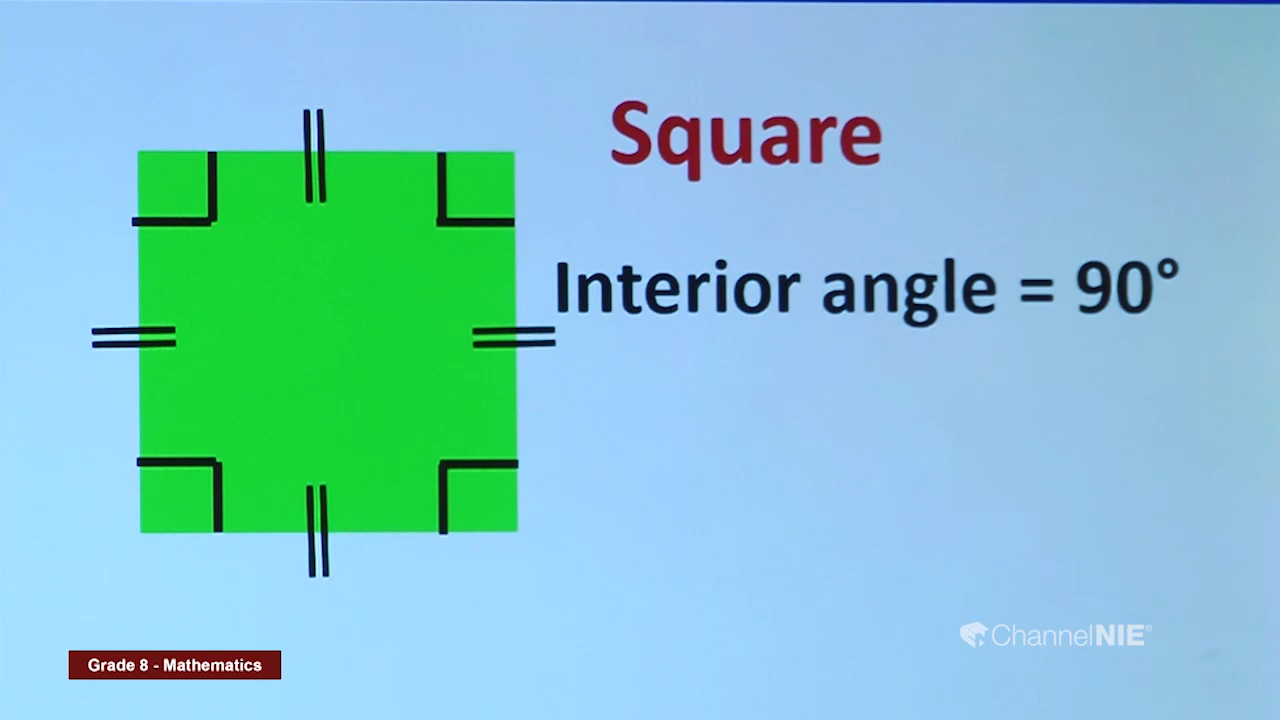 Square
Interior angle = 90°
ChannelNIE®
Grade 8 - Mathematics